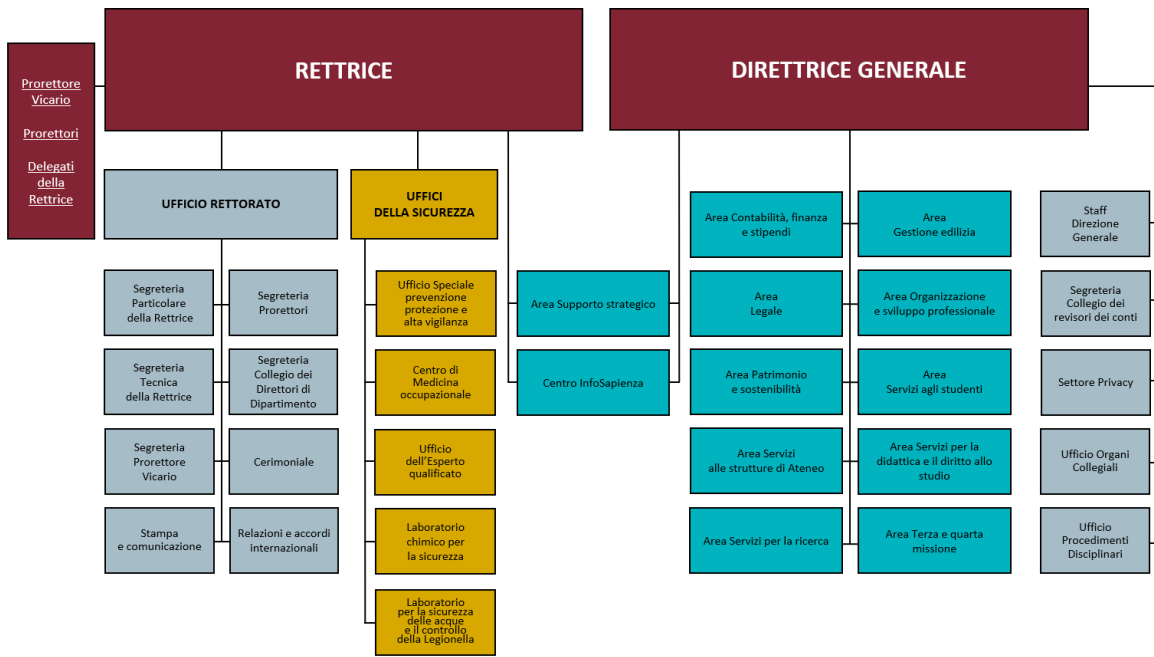 RETTRICE
DIRETTRICE GENERALE
Prorettore
Vicario
Prorettori
Delegati
della
Rettrice
UFFICIO RETTORATO
UFFICI
DELLA SICUREZZA
Segreteria
Particolare
della Rettrice
Segreteria
Prorettori
Segreteria
Tecnica
della Rettrice
Segreteria
Collegio dei
Direttori di
Dipartimento
Segreteria
Prorettore
Vicario
Cerimoniale
Stampa
e comunicazione
Relazioni e accordi
internazionali
Ufficio Speciale
prevenzione
protezione e
alta vigilanza
Centro di
Medicina
occupazionale
Ufficio
dell’Esperto
qualificato
Laboratorio
chimico per
la sicurezza
Laboratorio
per la sicurezza
delle acque
e il controllo
della Legionella
Area Supporto strategico
Centro InfoSapienza
Area Contabilità, finanza
e stipendi
Area
Gestione edilizia
Area
Legale
Area Organizzazione
e sviluppo professionale
Area Patrimonio
e sostenibilità
Area
Servizi agli studenti
Area Servizi
alle strutture di Ateneo
Area Servizi per la
didattica e il diritto allo
studio
Area Servizi per la ricerca
Area Terza e quarta
missione
Staff
Direzione
Generale
Segreteria
Collegio dei
revisori dei conti
Settore Privacy
Ufficio Organi
Collegiali
Ufficio
Procedimenti
Disciplinari